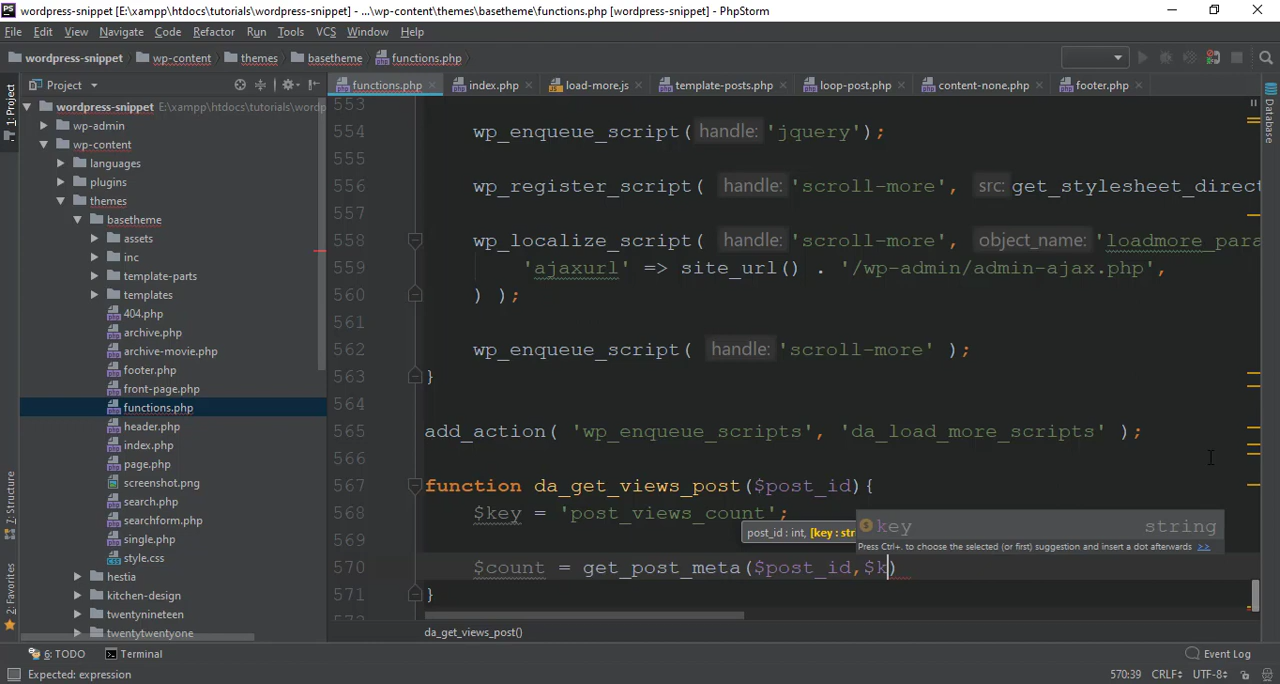 wordpress-snippet [E:\xampp\htdocs\tutorials\wordpress-snippet] - ...\wp-content\themes\basetheme\functions.php [wordpress-snippet] - PhpStorm
File Edit View Navigate Code Refactor Run Tools VCS Window Help
wordpress-snippet wp-content themes basetheme functions.php
Project functions.php index.php load-more.js template-posts.php loop-post.php content-none.php footer.php
1: Project
7: Structure
2: Favorites
Database
wordpress-snippet E:\xampp\htdocs\tutorials\wordp
wp-admin
wp-content
languages
plugins
themes
basetheme
assets
inc
template-parts
templates
404.php
archive.php
archive-movie.php
footer.php
front-page.php
functions.php
header.php
index.php
page.php
screenshot.png
search.php
searchform.php
single.php
style.css
hestia
kitchen-design
twentynineteen
twentytwentyone
553
554 wp_enqueue_script( handle: 'jquery');
555
556 wp_register_script( handle: 'scroll-more', src: get_stylesheet_direct
557
558 wp_localize_script( handle: 'scroll-more', object_name: 'loadmore_para
559 'ajaxurl' => site_url() . '/wp-admin/admin-ajax.php',
560 ) );
561
562 wp_enqueue_script( handle: 'scroll-more' );
563 }
564
565 add_action( 'wp_enqueue_scripts', 'da_load_more_scripts' );
566
567 function da_get_views_post($post_id){
568 $key = 'post_views_count';
569 post_id : int, [key : str
key string
Press Ctrl+. to choose the selected (or first) suggestion and insert a dot afterwards >>
570 $count = get_post_meta($post_id,$k)
571 }
da_get_views_post()
6: TODO Terminal Event Log
Expected: expression 570:39 CRLF UTF-8